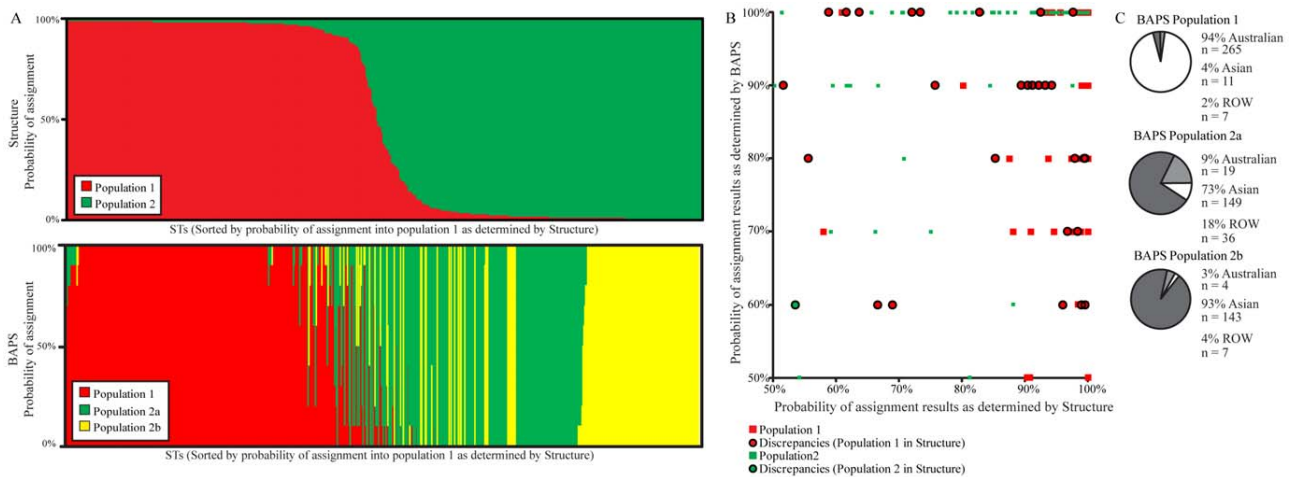 A
100%
50%
0%
Structure
Probability of assignment
Population 1
Population 2
STs (Sorted by probability of assignment into population 1 as determined by Structure)
100%
50%
0%
BAPS
Probability of assignment
Population 1
Population 2a
Population 2b
STs (Sorted by probability of assignment into population 1 as determined by Structure)
B
100%
90%
80%
70%
60%
50%
Probability of assignment results as determined by BAPS
50%
60%
70%
80%
90%
100%
Probability of assignment results as determined by Structure
Population 1
Discrepancies (Population 1 in Structure)
Population2
Discrepancies (Population 2 in Structure)
C
BAPS Population 1
94% Australian
n = 265
4% Asian
n = 11
2% ROW
n = 7
BAPS Population 2a
9% Australian
n = 19
73% Asian
n = 149
18% ROW
n = 36
BAPS Population 2b
3% Australian
n = 4
93% Asian
n = 143
4% ROW
n = 7